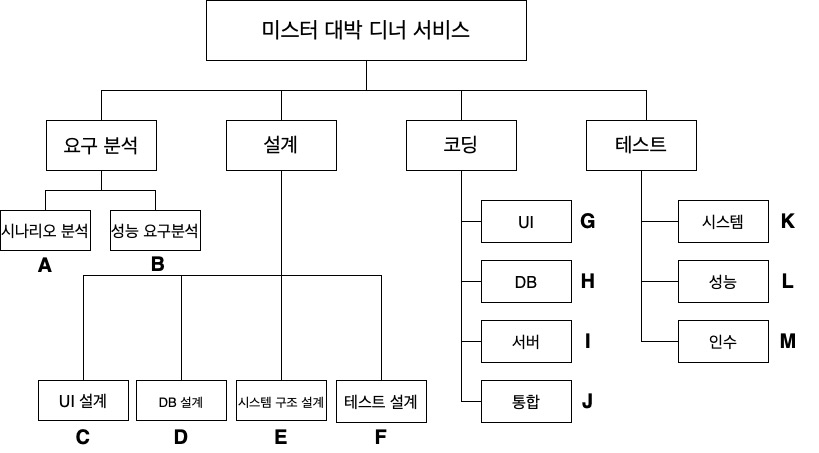 미스터 대박 디너 서비스
요구 분석
설계
코딩
테스트
시나리오 분석
성능 요구분석
A
B
UI 설계
DB 설계
시스템 구조 설계
테스트 설계
C
D
E
F
UI
G
DB
H
서버
I
통합
J
시스템
K
성능
L
인수
M